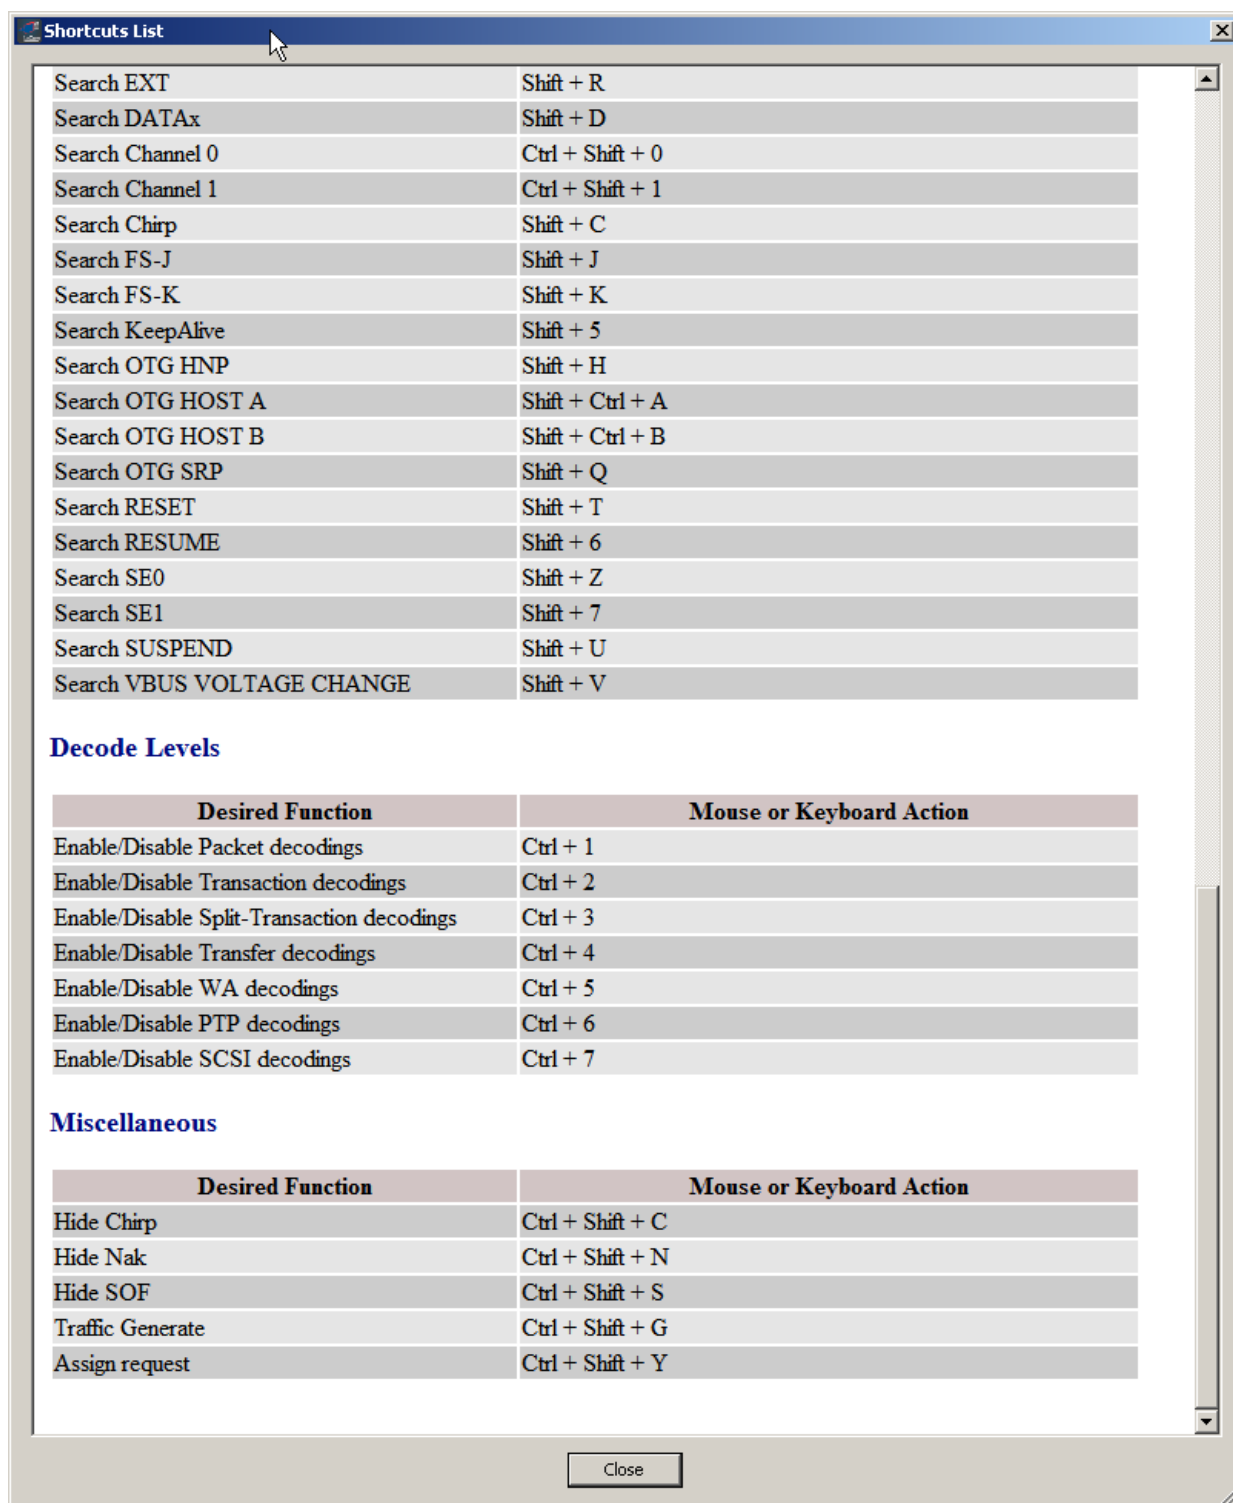 Shortcuts List
Search EXT Shift + R
Search DATAx Shift + D
Search Channel 0 Ctrl + Shift + 0
Search Channel 1 Ctrl + Shift + 1
Search Chirp Shift + C
Search FS-J Shift + J
Search FS-K Shift + K
Search KeepAlive Shift + 5
Search OTG HNP Shift + H
Search OTG HOST A Shift + Ctrl + A
Search OTG HOST B Shift + Ctrl + B
Search OTG SRP Shift + Q
Search RESET Shift + T
Search RESUME Shift + 6
Search SE0 Shift + Z
Search SE1 Shift + 7
Search SUSPEND Shift + U
Search VBUS VOLTAGE CHANGE Shift + V
Decode Levels
Desired Function Mouse or Keyboard Action
Enable/Disable Packet decodings Ctrl + 1
Enable/Disable Transaction decodings Ctrl + 2
Enable/Disable Split-Transaction decodings Ctrl + 3
Enable/Disable Transfer decodings Ctrl + 4
Enable/Disable WA decodings Ctrl + 5
Enable/Disable PTP decodings Ctrl + 6
Enable/Disable SCSI decodings Ctrl + 7
Miscellaneous
Desired Function Mouse or Keyboard Action
Hide Chirp Ctrl + Shift + C
Hide Nak Ctrl + Shift + N
Hide SOF Ctrl + Shift + S
Traffic Generate Ctrl + Shift + G
Assign request Ctrl + Shift + Y
Close